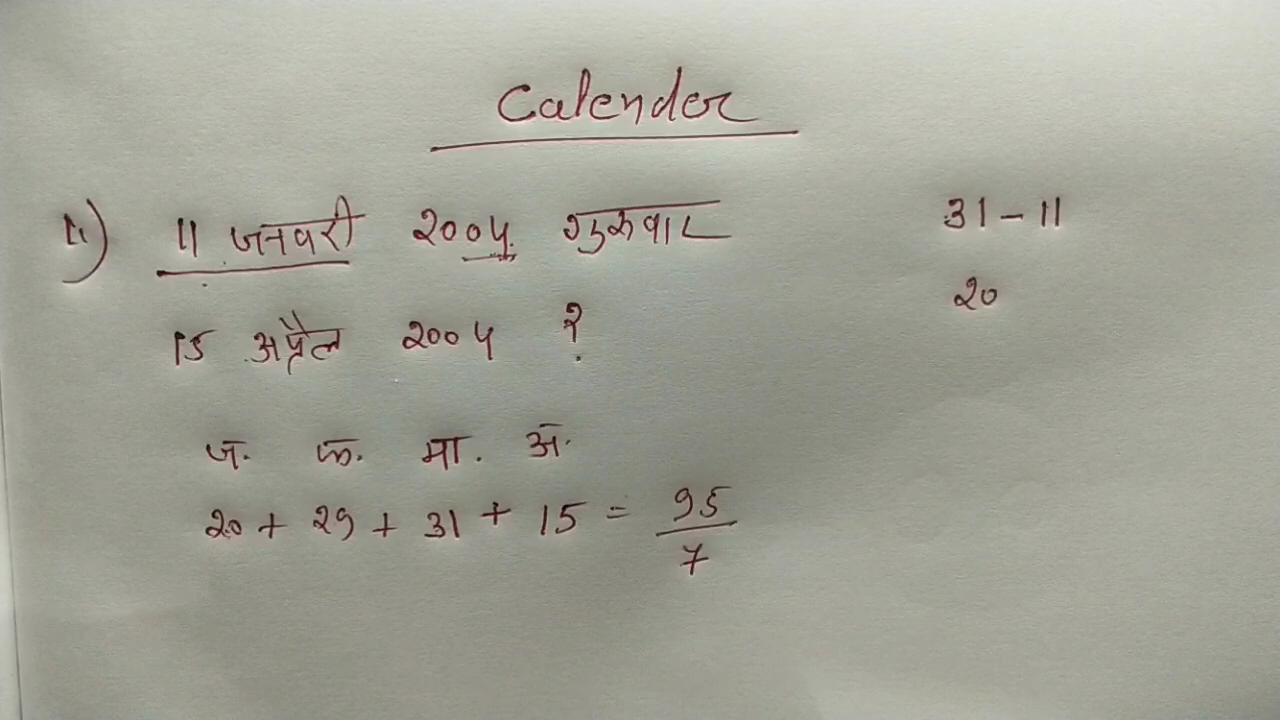 Calender
1) 11 जनवरी 2004 गुरुवार
31 - 11
20
15 अप्रैल 2004 ?
ज. फ. मा. अ.
20 + 29 + 31 + 15 = 95
7